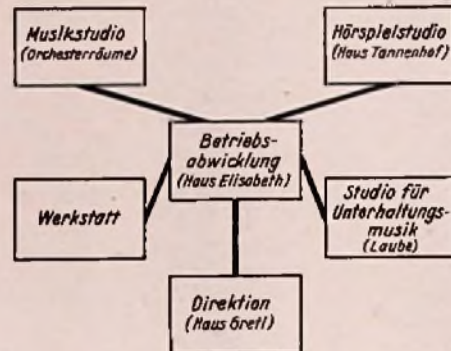 Musikstudio
(Orchesterräume)
Hörspielstudio
(Haus Tannenhof)
Betriebs-
abwicklung
(Haus Elisabeth)
Werkstatt
Studio für
Unterhaltungs-
musik
(Laube)
Direktion
(Haus Gretl)